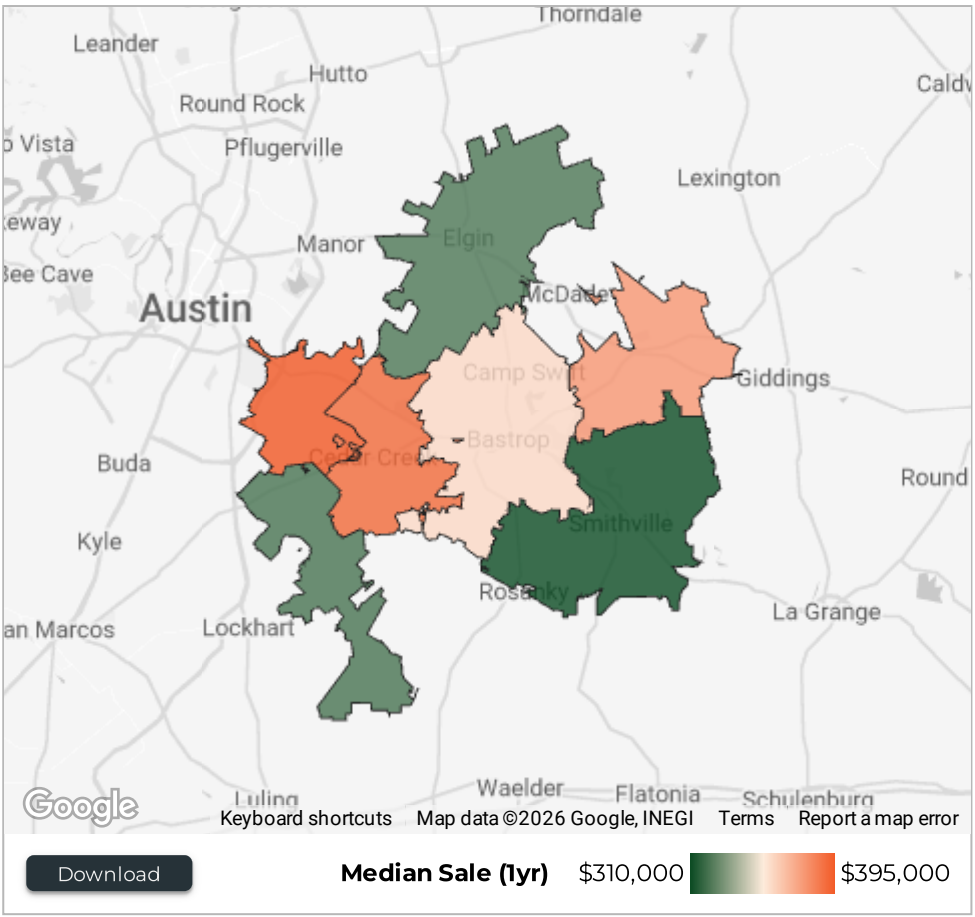 Thorndale
Leander
Hutto
Caldw
Round Rock
o Vista
Pflugerville
Lexington
keway
Manor
Elgin
Bee Cave
McDade
Austin
Camp Swift
Giddings
Bastrop
Cedar Creek
Buda
Round
Smithville
Kyle
Rosanky
La Grange
an Marcos
Lockhart
Waelder
Flatonia
Luling
Schulenburg
Google
Keyboard shortcuts Map data ©2026 Google, INEGI Terms Report a map error
Download Median Sale (1yr) $310,000 $395,000